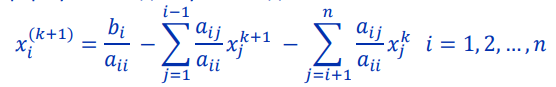 x_i^{(k+1)} = \frac{b_i}{a_{ii}} - \sum_{j=1}^{i-1} \frac{a_{ij}}{a_{ii}} x_j^{k+1} - \sum_{j=i+1}^{n} \frac{a_{ij}}{a_{ii}} x_j^{k} \quad i = 1, 2, \ldots, n